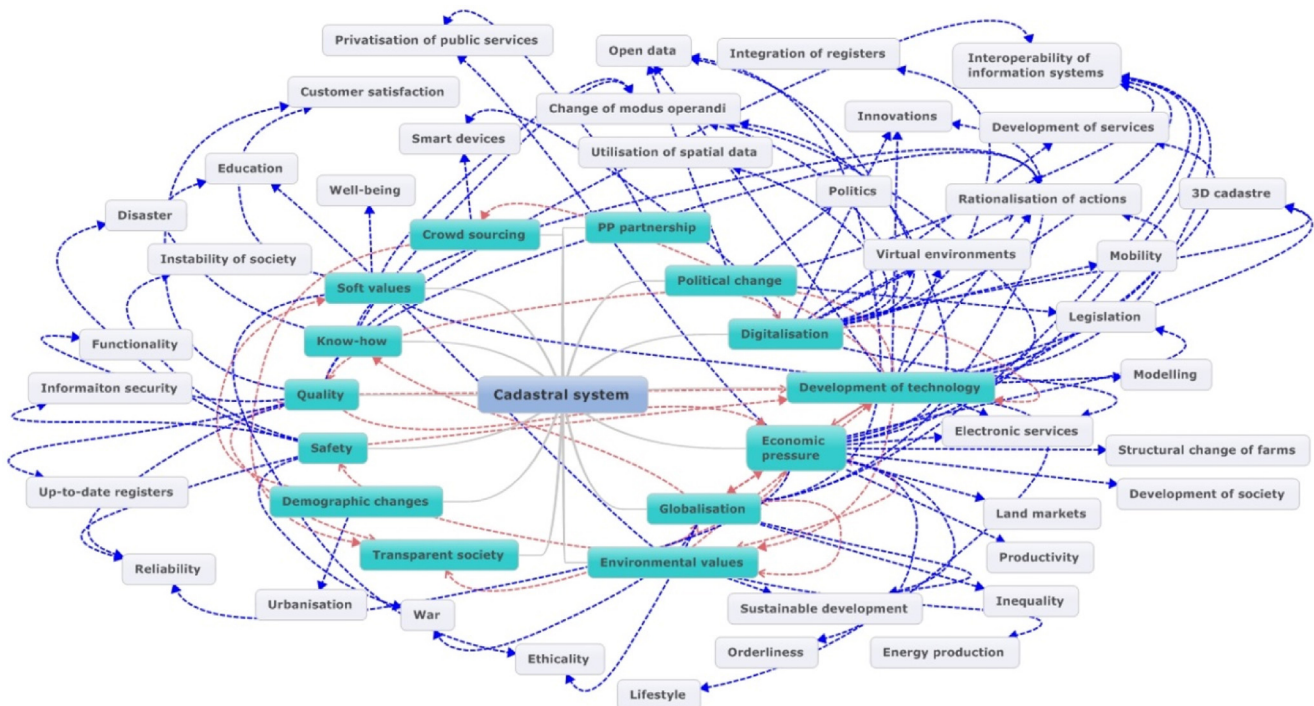 Privatisation of public services
Open data
Integration of registers
Interoperability of
information systems
Customer satisfaction
Change of modus operandi
Innovations
Smart devices
Development of services
Utilisation of spatial data
Education
Well-being
Politics
Rationalisation of actions
3D cadastre
Disaster
Crowd sourcing
PP partnership
Instability of society
Virtual environments
Mobility
Soft values
Political change
Legislation
Functionality
Know-how
Digitalisation
Informaiton security
Quality
Cadastral system
Development of technology
Modelling
Safety
Economic
pressure
Electronic services
Structural change of farms
Up-to-date registers
Demographic changes
Globalisation
Land markets
Development of society
Transparent society
Environmental values
Productivity
Reliability
Urbanisation
War
Sustainable development
Inequality
Ethicality
Orderliness
Energy production
Lifestyle